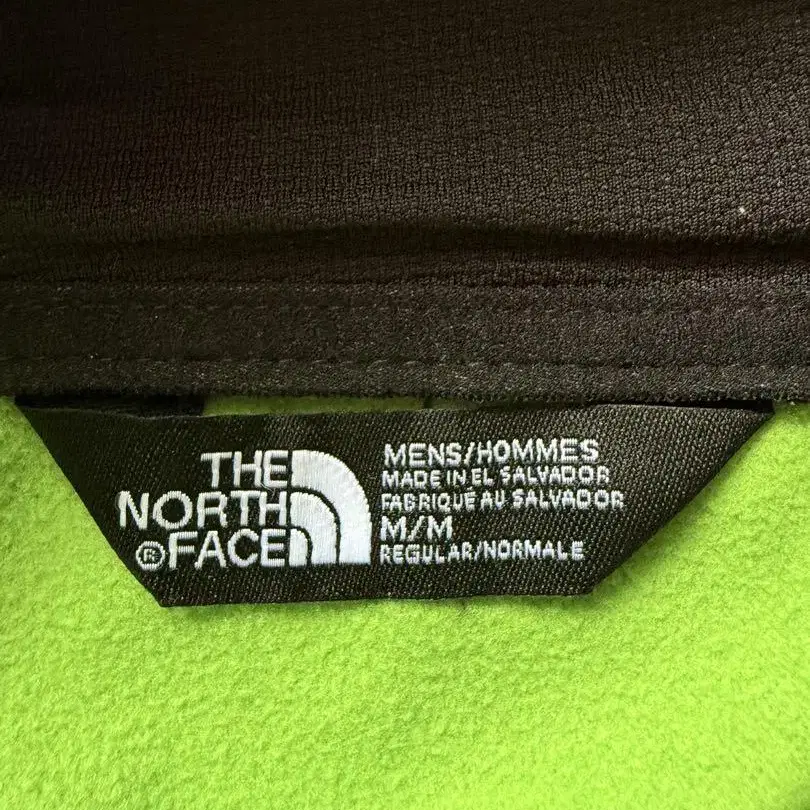 THE
NORTH
® FACE
MENS/HOMMES
MADE IN EL SALVADOR
FABRIQUÉ AU SALVADOR
M/M
REGULAR/NORMALE